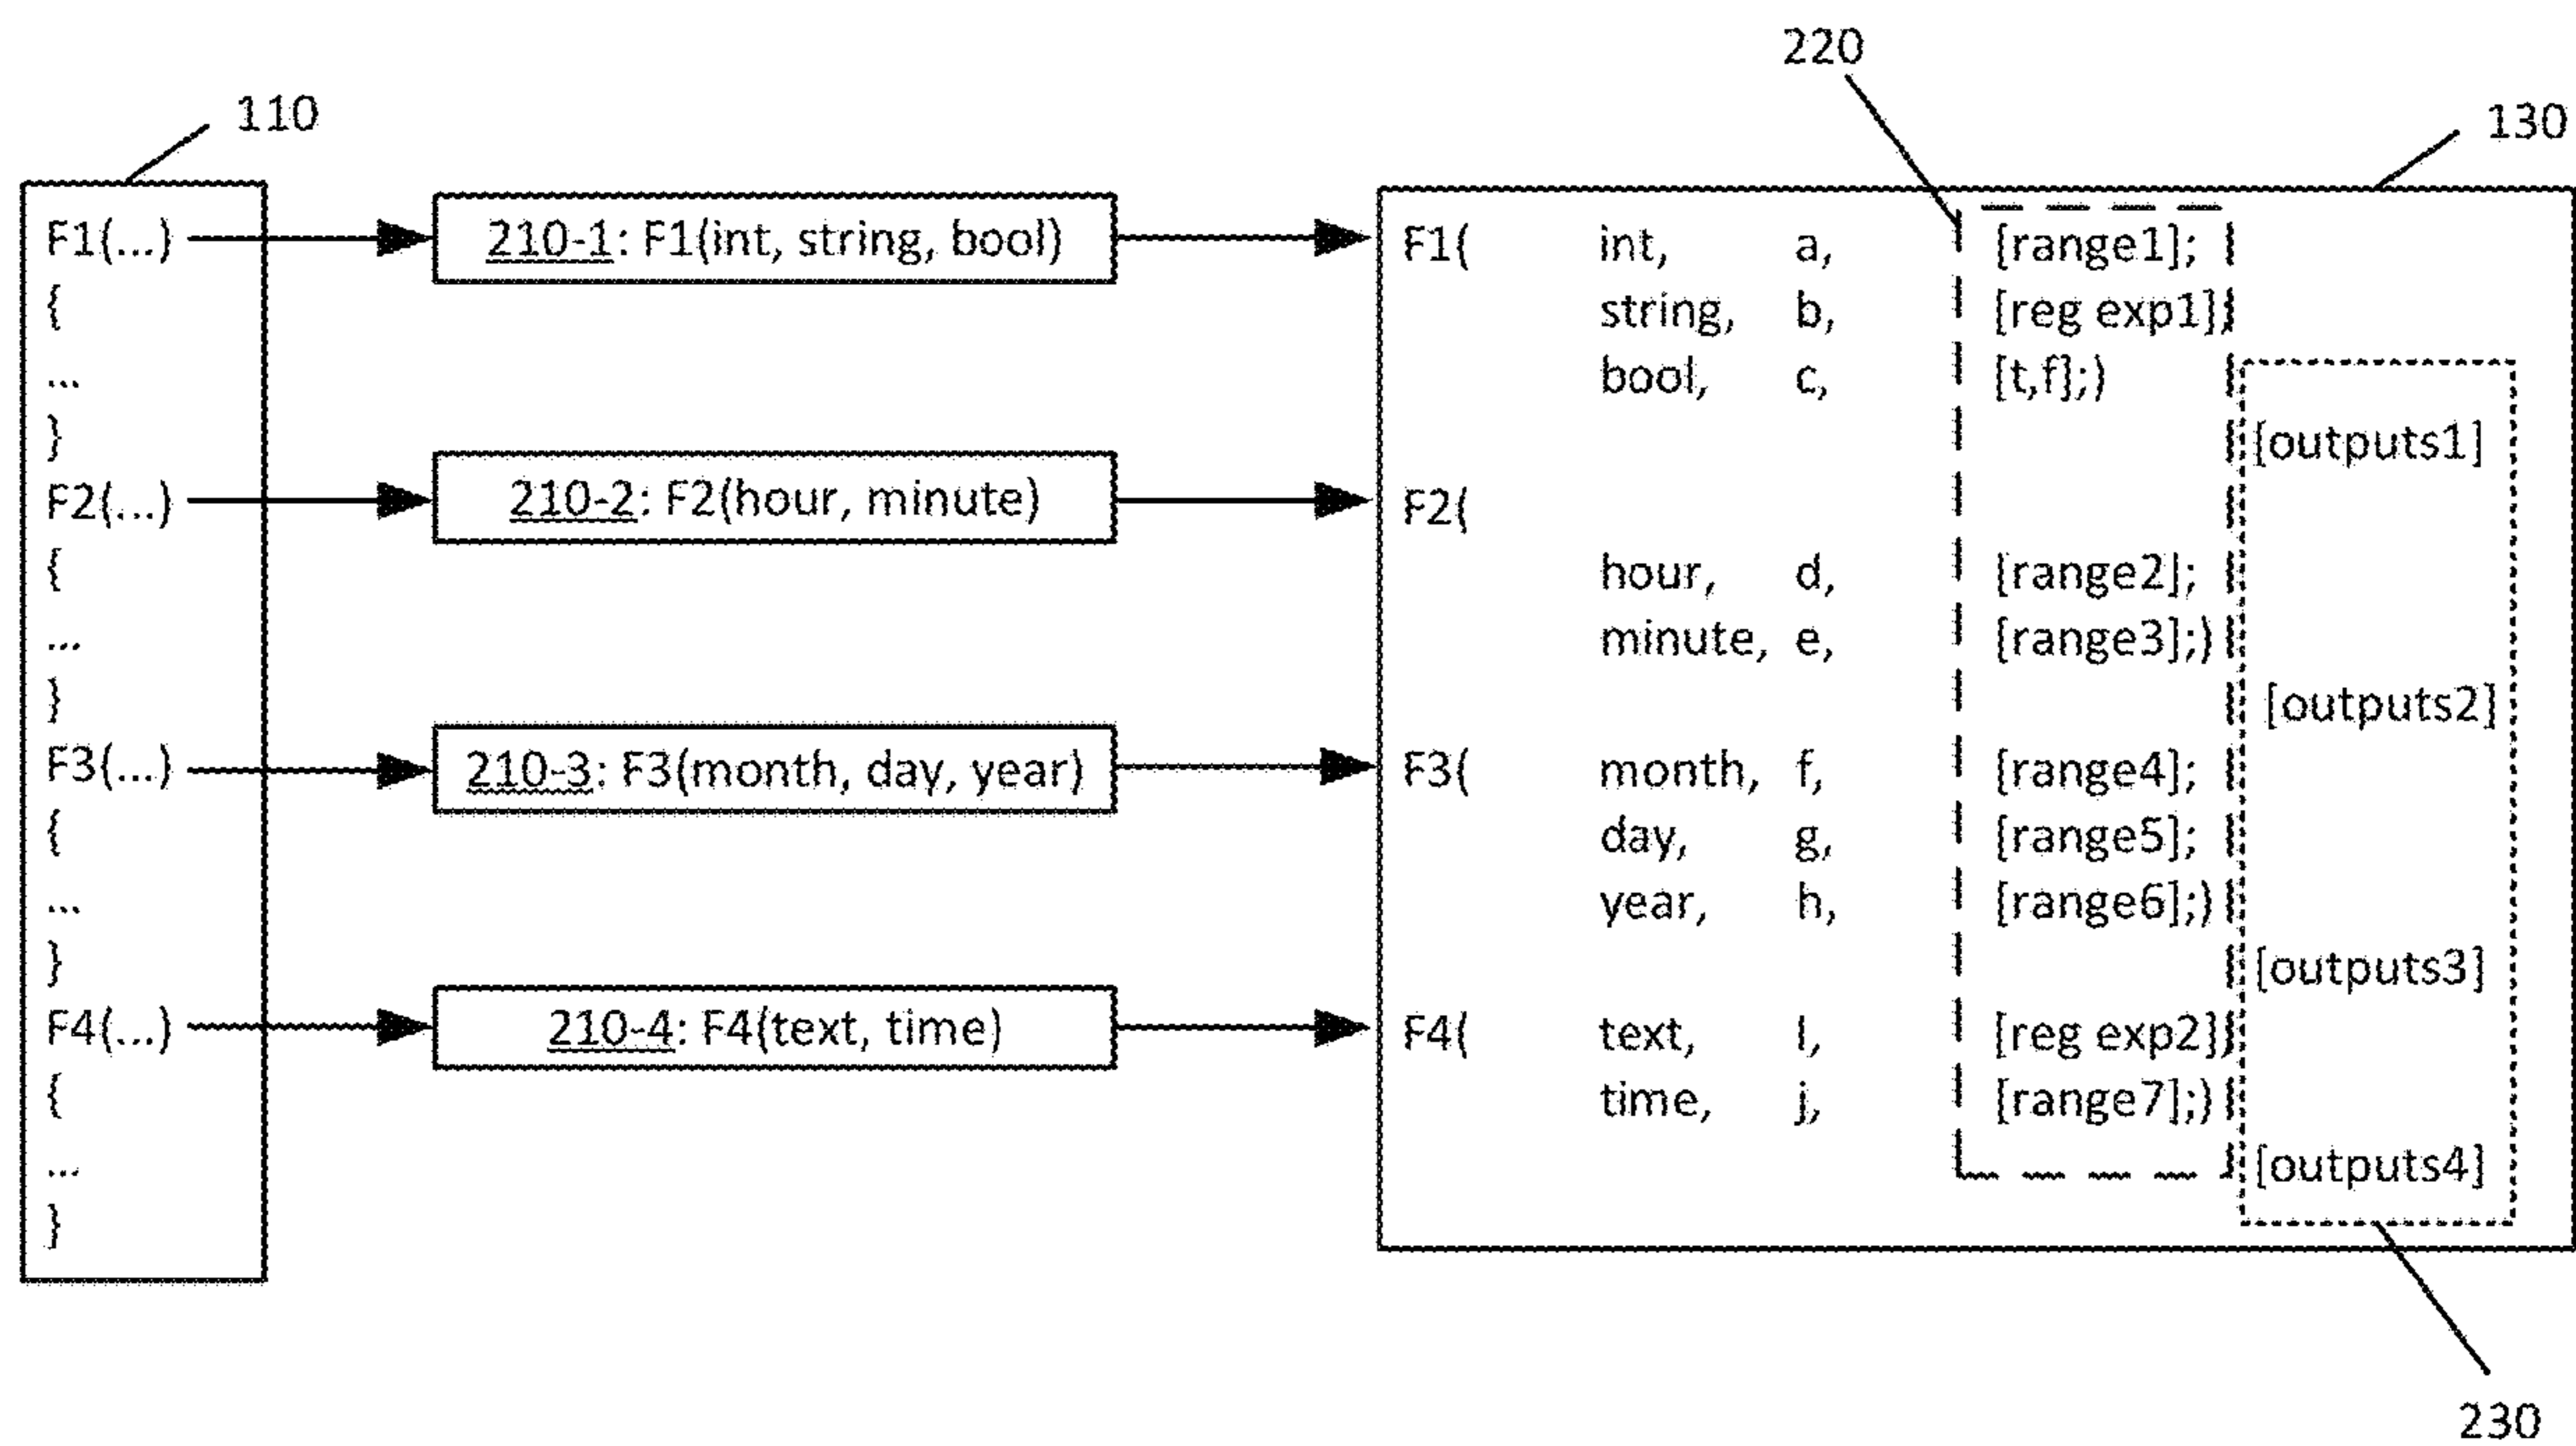 220
110
130
F1(...)
{
...
}
F2(...)
{
...
}
F3(...)
{
...
}
F4(...)
{
...
}
210-1: F1(int, string, bool)
210-2: F2(hour, minute)
210-3: F3(month, day, year)
210-4: F4(text, time)
F1( int, a, [range1];
string, b, [reg exp1];
bool, c, [t,f];)
[outputs1]
F2(
hour, d, [range2];
minute, e, [range3];)
[outputs2]
F3( month, f, [range4];
day, g, [range5];
year, h, [range6];)
[outputs3]
F4( text, I, [reg exp2];
time, j, [range7];)
[outputs4]
230